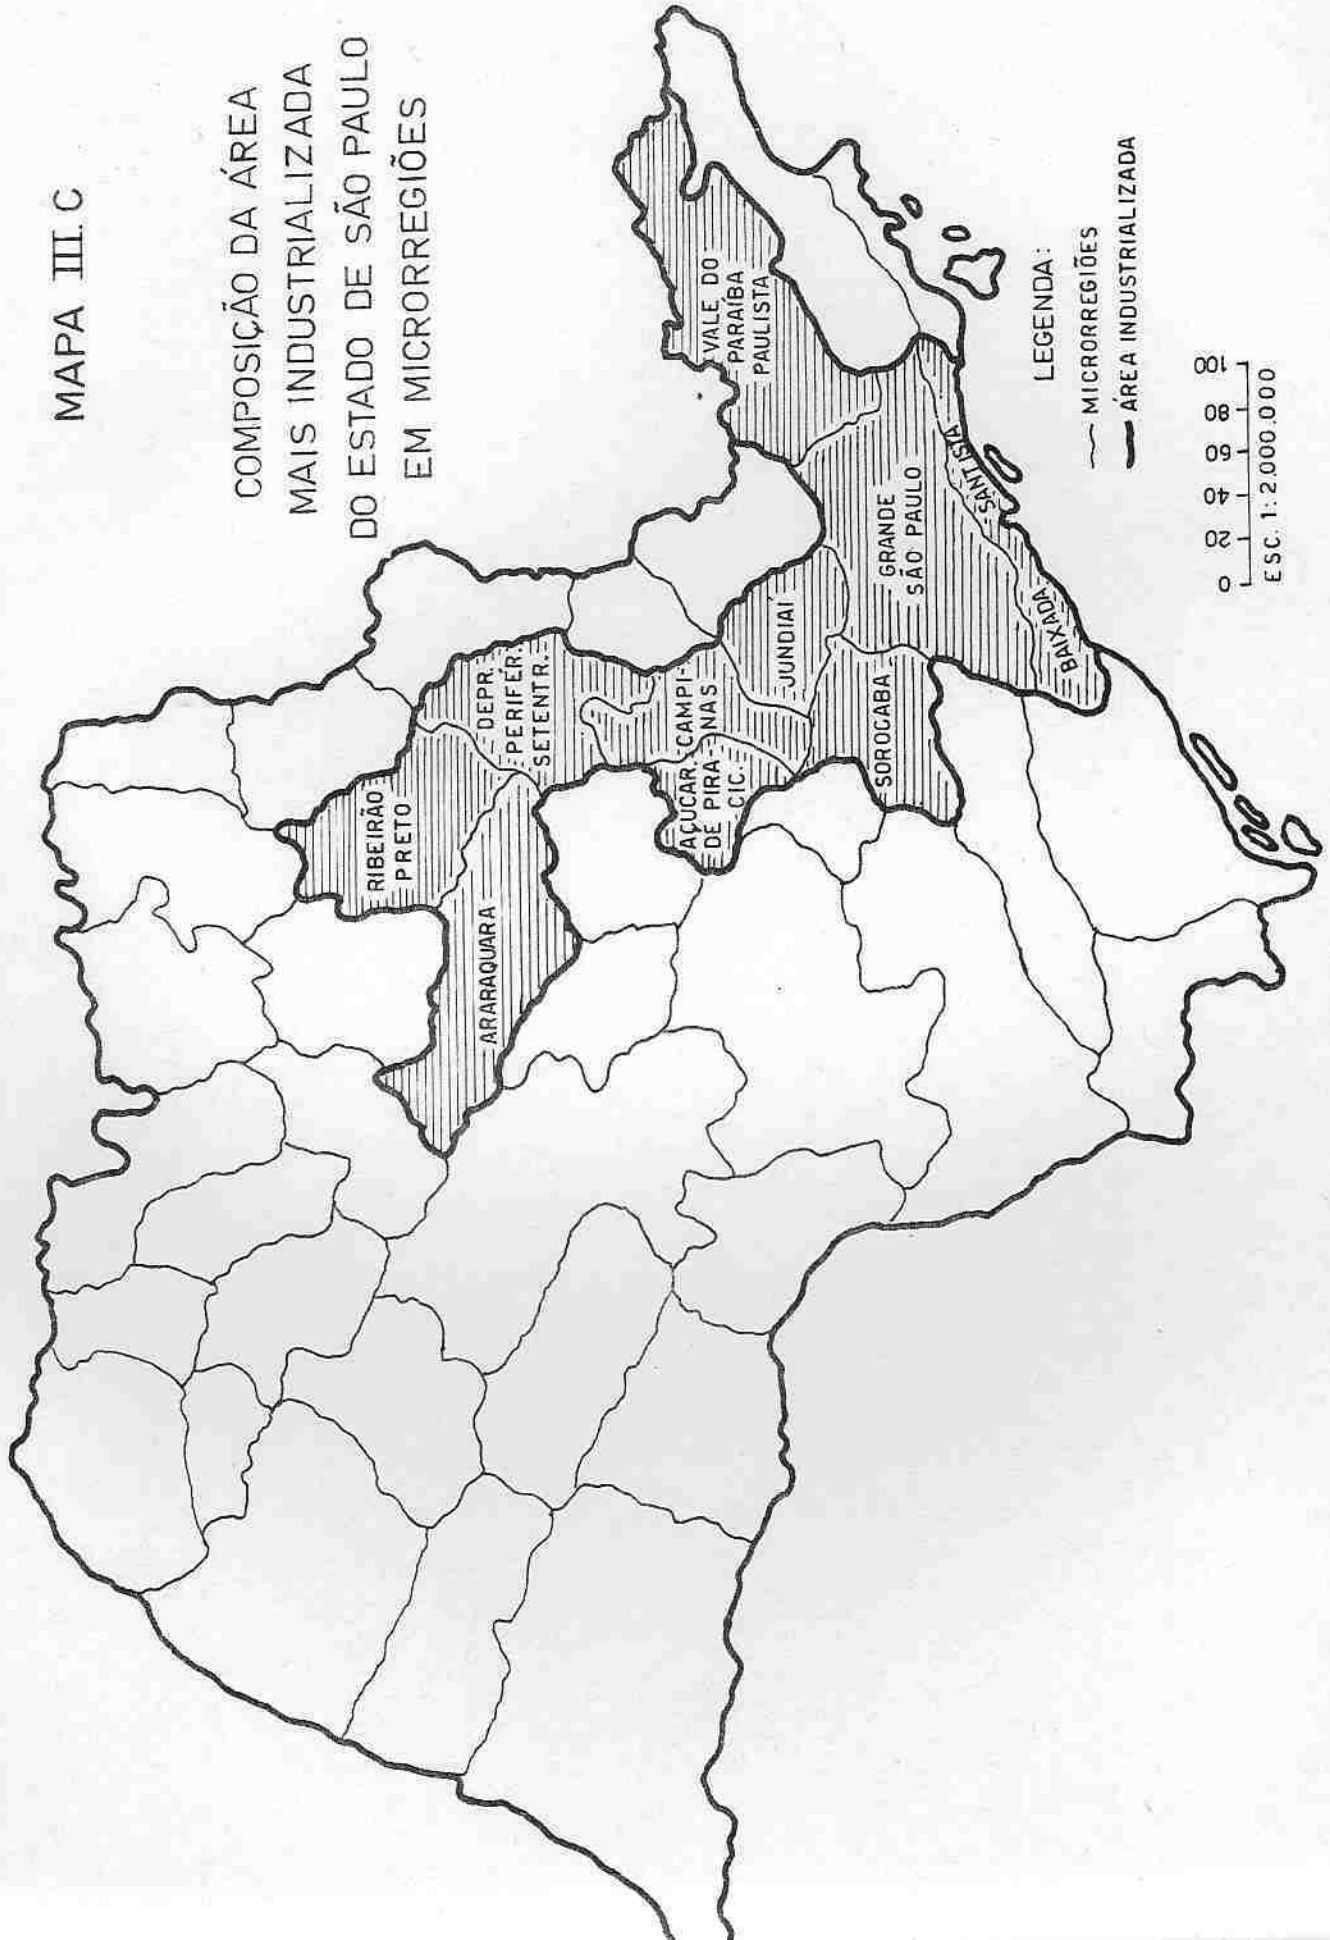 MAPA III.C
COMPOSIÇÃO DA ÁREA
MAIS INDUSTRIALIZADA
DO ESTADO DE SÃO PAULO
EM MICRORREGIÕES
RIBEIRÃO
PRETO
ARARAQUARA
DEPR.
PERIFÉR.
SETENTR.
AÇUCAR.
DE PIRA-
CIC.
CAMPI-
NAS
JUNDIAÍ
SOROCABA
GRANDE
SÃO PAULO
VALE DO
PARAÍBA
PAULISTA
BAIXADA
SANTISTA
LEGENDA:
MICRORREGIÕES
ÁREA INDUSTRIALIZADA
0 20 40 60 80 100
ESC. 1:2.000.000